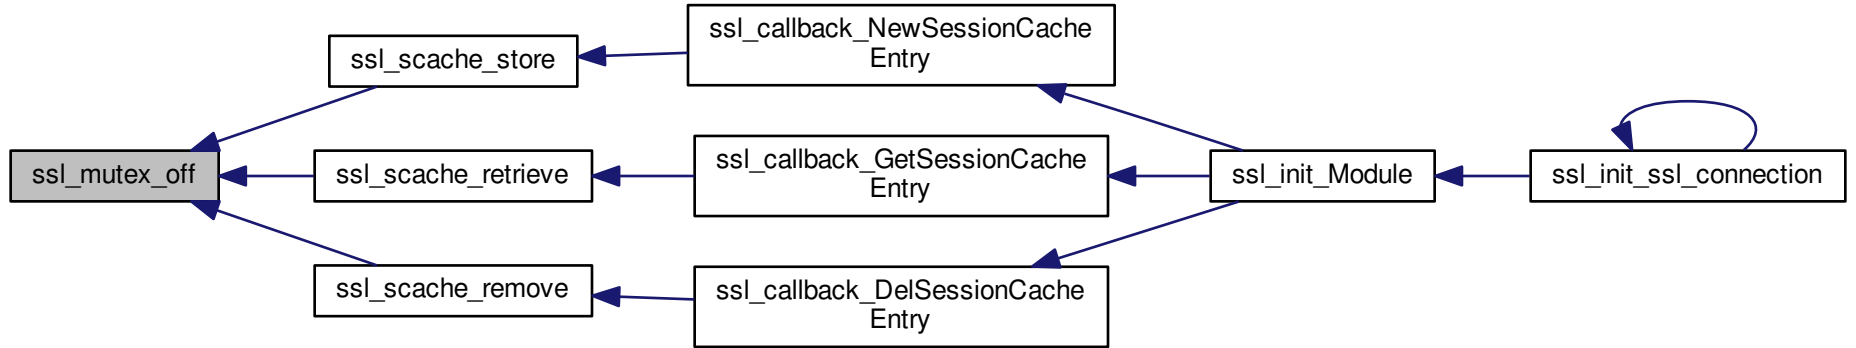 ssl_mutex_off
ssl_scache_store
ssl_scache_retrieve
ssl_scache_remove
ssl_callback_NewSessionCache
Entry
ssl_callback_GetSessionCache
Entry
ssl_callback_DelSessionCache
Entry
ssl_init_Module
ssl_init_ssl_connection